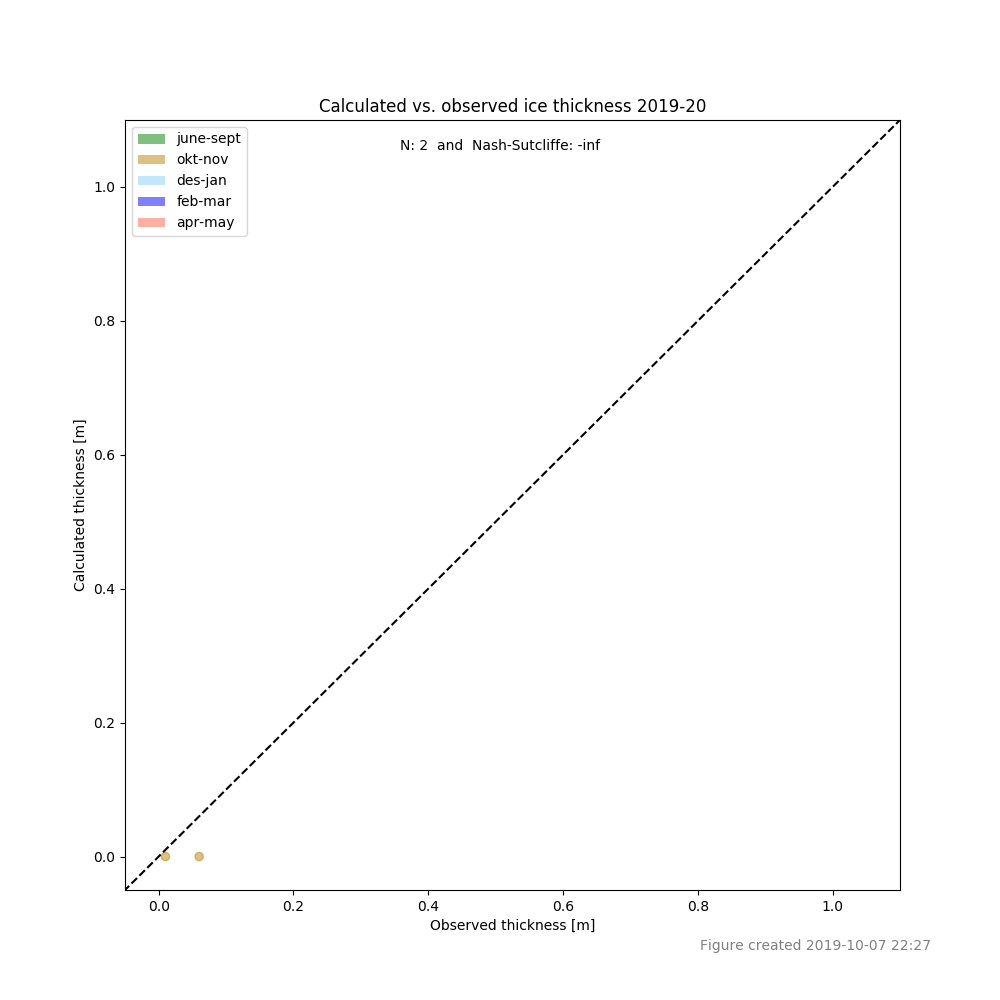 Calculated vs. observed ice thickness 2019-20
N: 2 and Nash-Sutcliffe: -inf
june-sept
okt-nov
des-jan
feb-mar
apr-may
1.0
0.8
0.6
0.4
0.2
0.0
Calculated thickness [m]
0.0 0.2 0.4 0.6 0.8 1.0
Observed thickness [m]
Figure created 2019-10-07 22:27